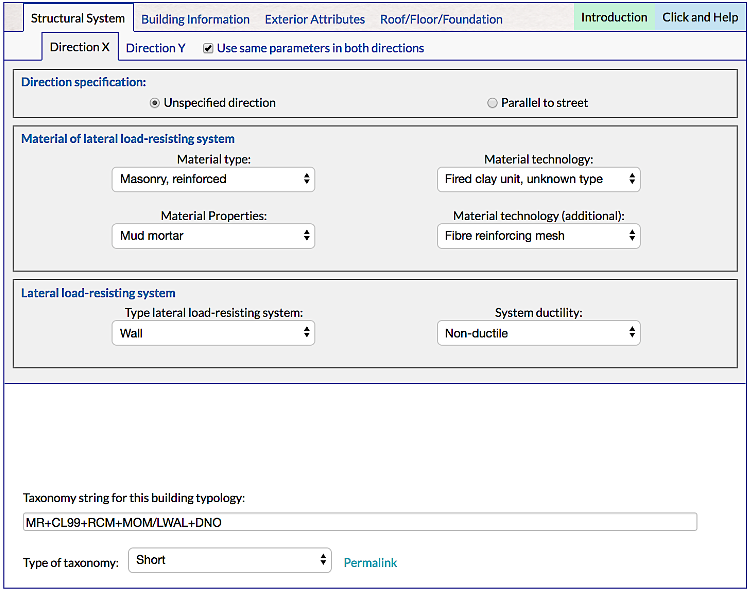 Structural System Building Information Exterior Attributes Roof/Floor/Foundation Introduction Click and Help
Direction X Direction Y Use same parameters in both directions
Direction specification:
Unspecified direction Parallel to street
Material of lateral load-resisting system
Material type: Material technology:
Masonry, reinforced Fired clay unit, unknown type
Material Properties: Material technology (additional):
Mud mortar Fibre reinforcing mesh
Lateral load-resisting system
Type lateral load-resisting system: System ductility:
Wall Non-ductile
Taxonomy string for this building typology:
MR+CL99+RCM+MOM/LWAL+DNO
Type of taxonomy: Short Permalink